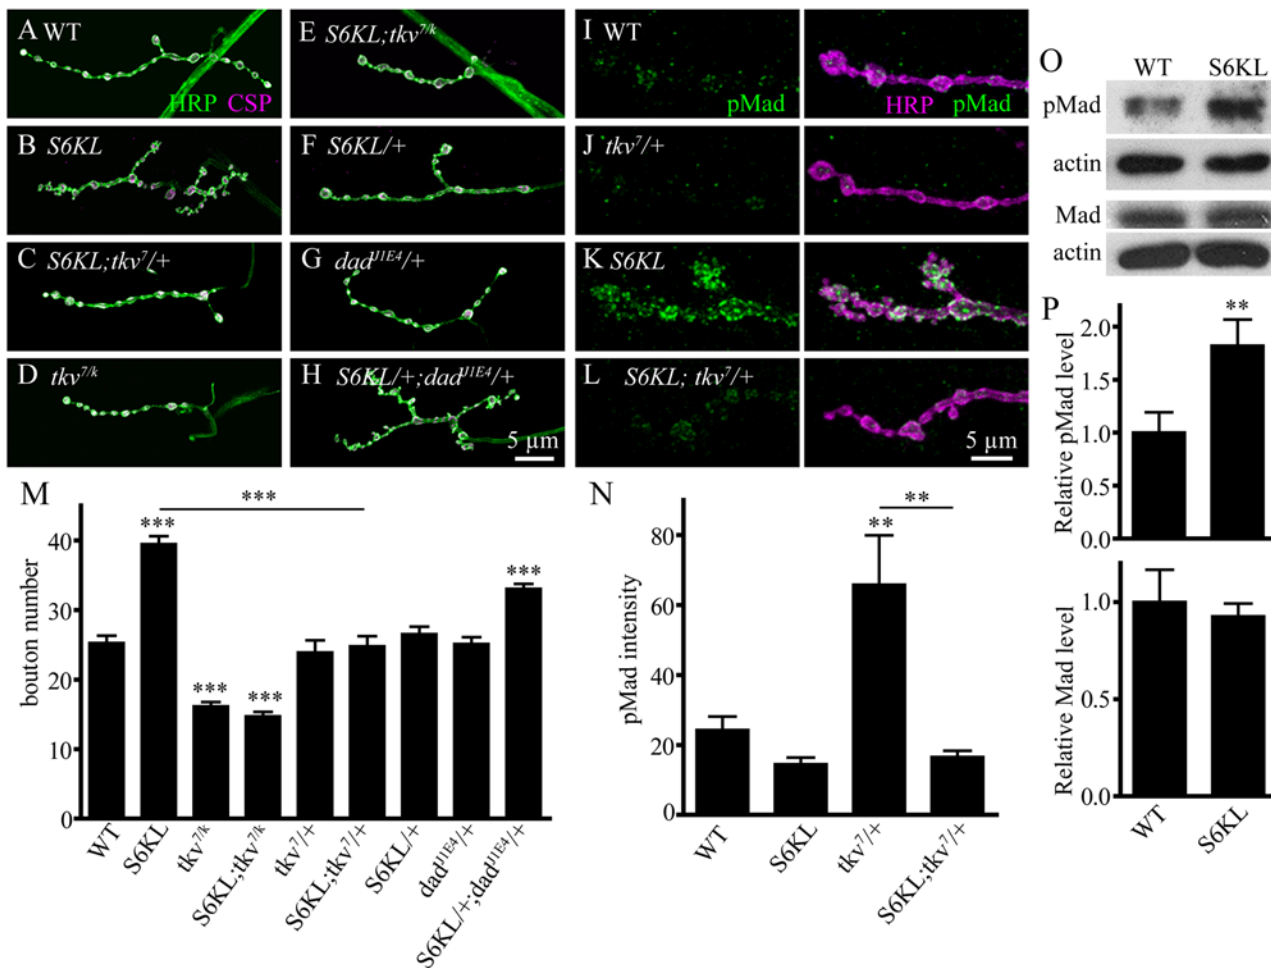 A WT
HRP CSP
B S6KL
C S6KL;tkv⁷/+
D tkv⁷/ᵏ
E S6KL;tkv⁷/ᵏ
F S6KL/+
G dadᴶ¹ᴱ⁴/+
H S6KL/+;dadᴶ¹ᴱ⁴/+
5 µm
I WT
pMad
HRP pMad
J tkv⁷/+
K S6KL
L S6KL; tkv⁷/+
5 µm
O
WT S6KL
pMad
actin
Mad
actin
M
***
***
***
***
***
bouton number
40
30
20
10
0
WT
S6KL
tkv⁷/ᵏ
S6KL;tkv⁷/ᵏ
tkv⁷/+
S6KL;tkv⁷/+
S6KL/+
dadᴶ¹ᴱ⁴/+
S6KL/+;dadᴶ¹ᴱ⁴/+
N
**
**
pMad intensity
80
60
40
20
0
WT
S6KL
tkv⁷/+
S6KL;tkv⁷/+
P
**
Relative pMad level
2.0
1.0
0.5
0.0
Relative Mad level
1.0
0.5
0.0
WT
S6KL